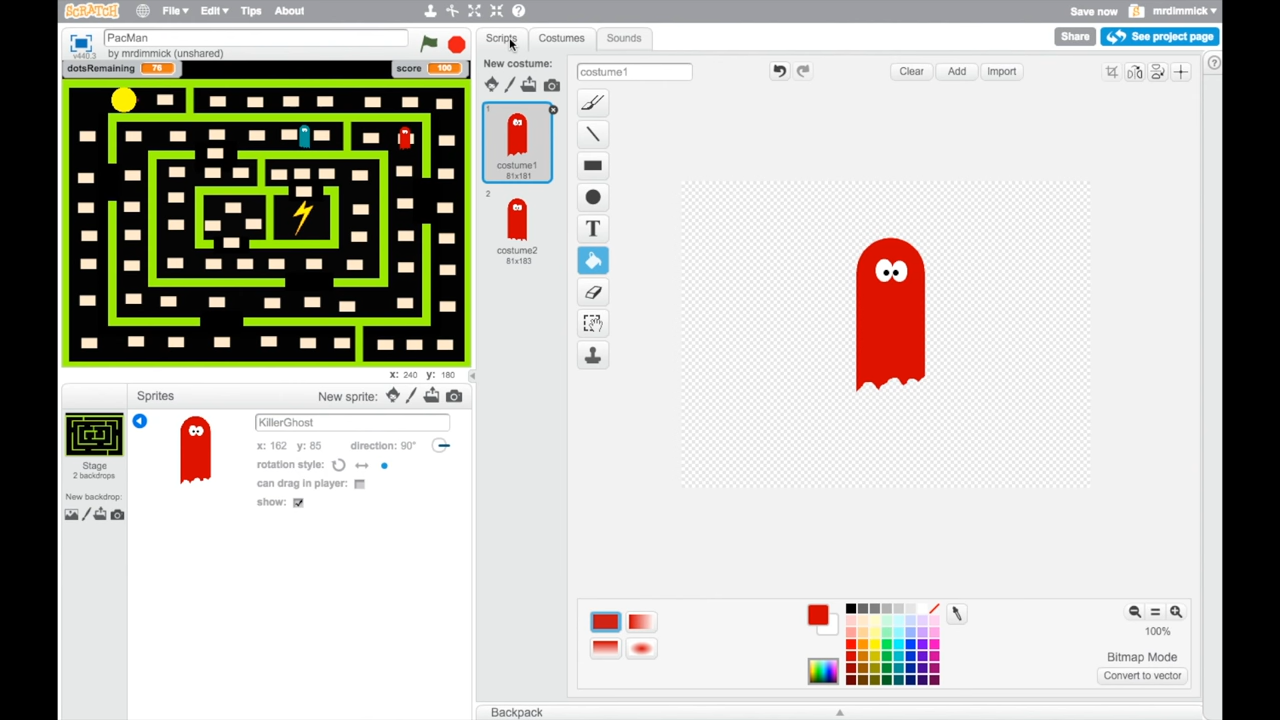 SCRATCH File▾ Edit▾ Tips About Save now mrdimmick ▾
v440.3 PacMan
by mrdimmick (unshared)
Scripts Costumes Sounds Share See project page
dotsRemaining 76 score 100
New costume: costume1 Clear Add Import
1
costume1
81x181
2
costume2
81x183
T
x: 240 y: 180
Sprites New sprite:
KillerGhost
x: 162 y: 85 direction: 90°
rotation style:
can drag in player:
show:
Stage
2 backdrops
New backdrop:
100%
Bitmap Mode
Convert to vector
Backpack